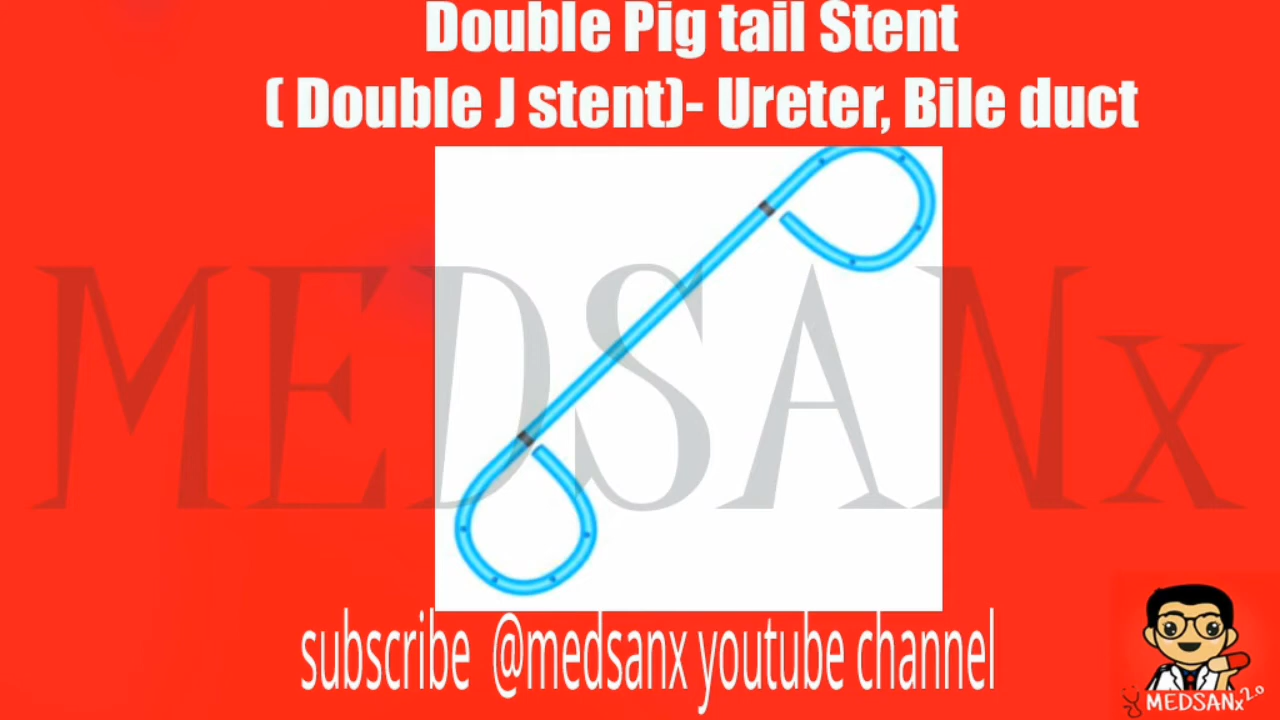 Double Pig tail Stent
( Double J stent)- Ureter, Bile duct
MEDSANx
subscribe @medsanx youtube channel
MEDSANx 2.0